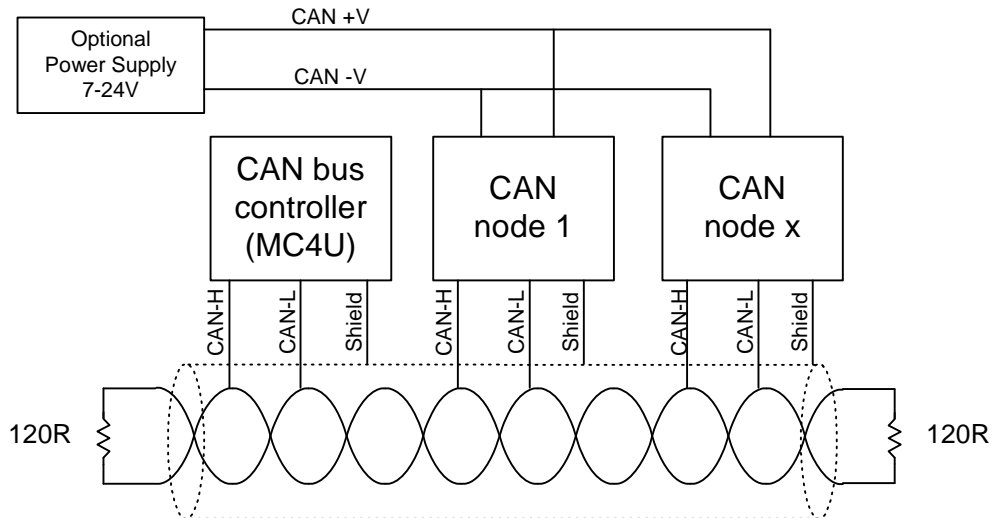 CAN +V
Optional
Power Supply
7-24V
CAN -V
CAN bus
controller
(MC4U)
CAN
node 1
CAN
node x
CAN-H
CAN-L
Shield
CAN-H
CAN-L
Shield
CAN-H
CAN-L
Shield
120R
120R